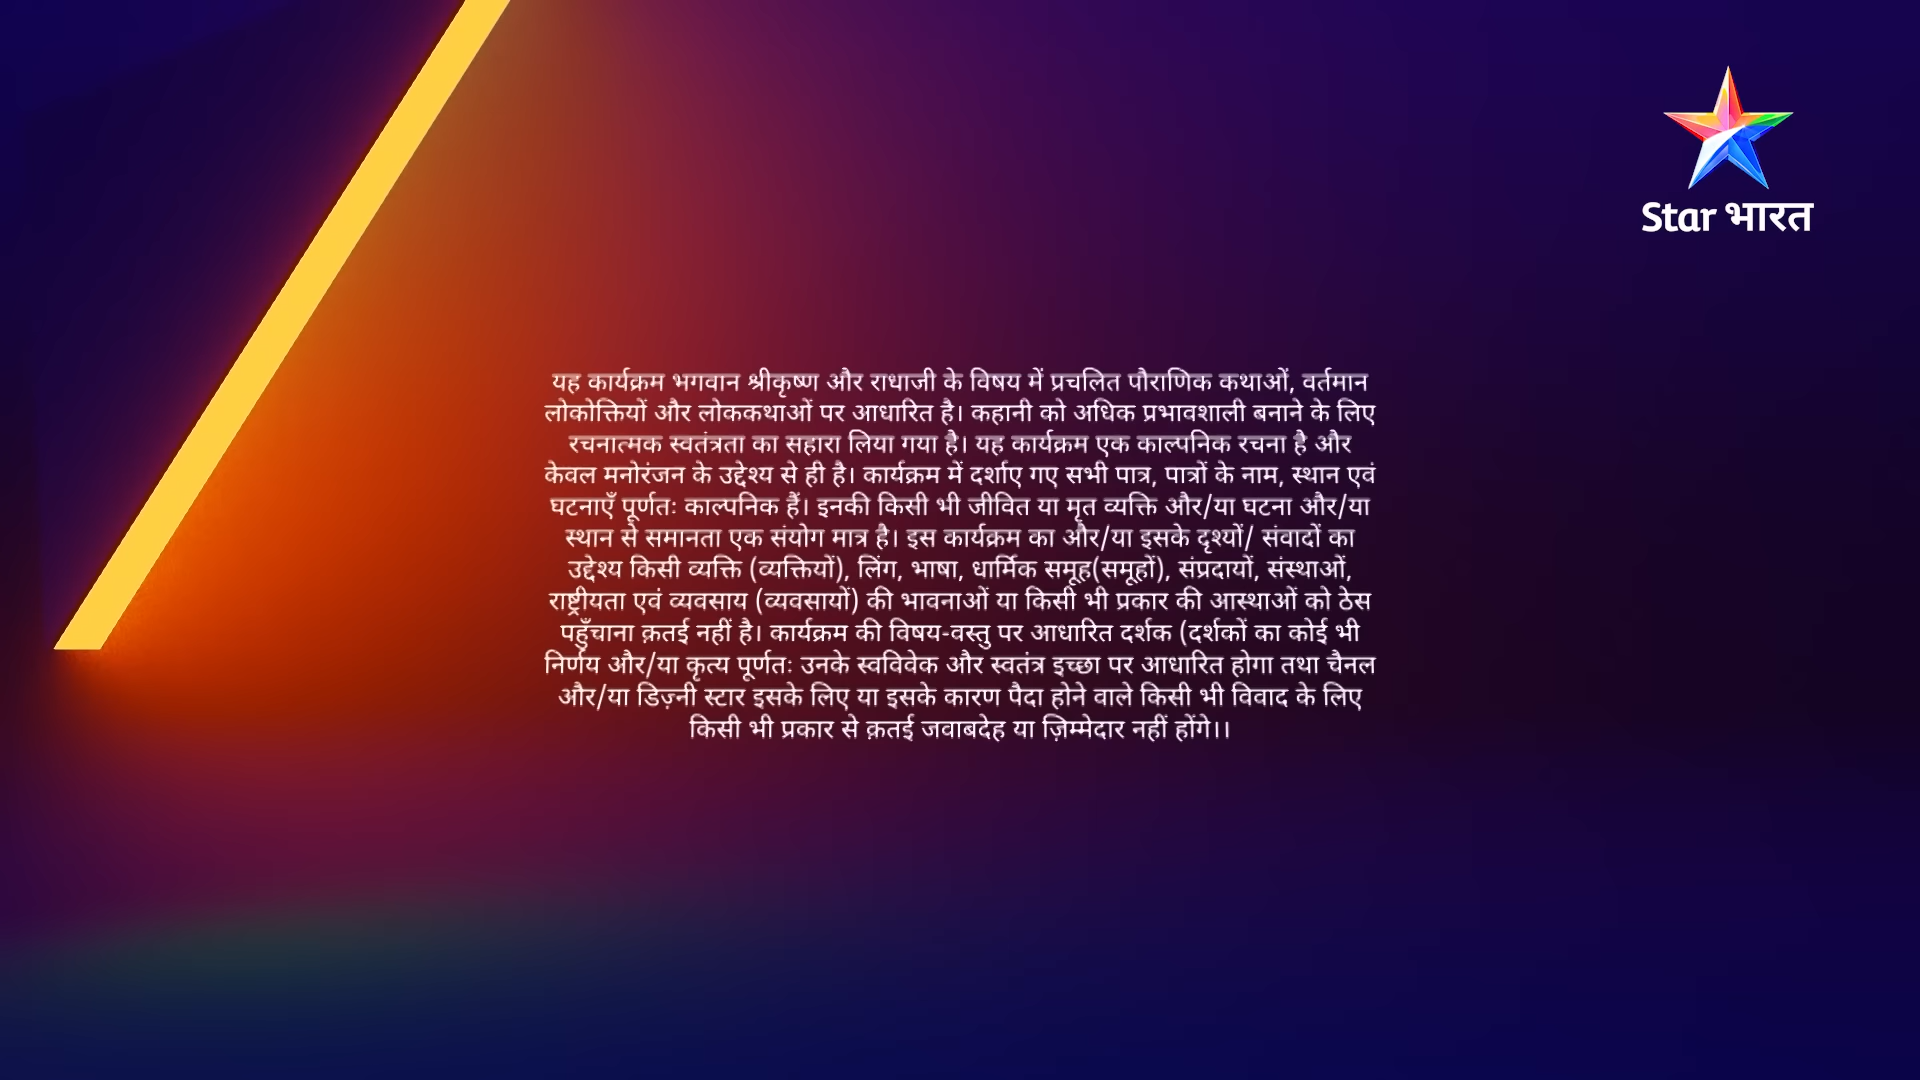 Star भारत
यह कार्यक्रम भगवान श्रीकृष्ण और राधाजी के विषय में प्रचलित पौराणिक कथाओं, वर्तमान
लोकोक्तियों और लोककथाओं पर आधारित है। कहानी को अधिक प्रभावशाली बनाने के लिए
रचनात्मक स्वतंत्रता का सहारा लिया गया है। यह कार्यक्रम एक काल्पनिक रचना है और
केवल मनोरंजन के उद्देश्य से ही है। कार्यक्रम में दर्शाए गए सभी पात्र, पात्रों के नाम, स्थान एवं
घटनाएँ पूर्णतः काल्पनिक हैं। इनकी किसी भी जीवित या मृत व्यक्ति और/या घटना और/या
स्थान से समानता एक संयोग मात्र है। इस कार्यक्रम का और/या इसके दृश्यों/ संवादों का
उद्देश्य किसी व्यक्ति (व्यक्तियों), लिंग, भाषा, धार्मिक समूह(समूहों), संप्रदायों, संस्थाओं,
राष्ट्रीयता एवं व्यवसाय (व्यवसायों) की भावनाओं या किसी भी प्रकार की आस्थाओं को ठेस
पहुँचाना क़तई नहीं है। कार्यक्रम की विषय-वस्तु पर आधारित दर्शक (दर्शकों का कोई भी
निर्णय और/या कृत्य पूर्णतः उनके स्वविवेक और स्वतंत्र इच्छा पर आधारित होगा तथा चैनल
और/या डिज़्नी स्टार इसके लिए या इसके कारण पैदा होने वाले किसी भी विवाद के लिए
किसी भी प्रकार से क़तई जवाबदेह या ज़िम्मेदार नहीं होंगे।।